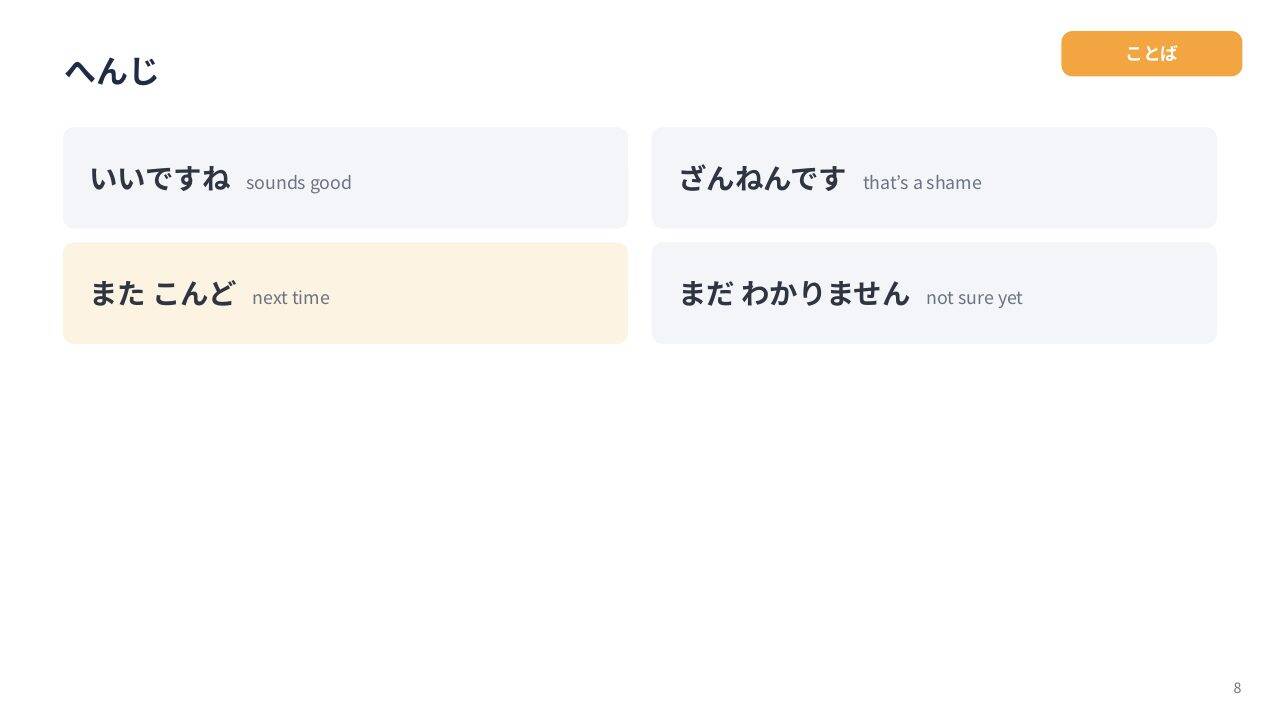 へんじ
ことば
いいですね sounds good
ざんねんです that's a shame
また こんど next time
まだ わかりません not sure yet
8